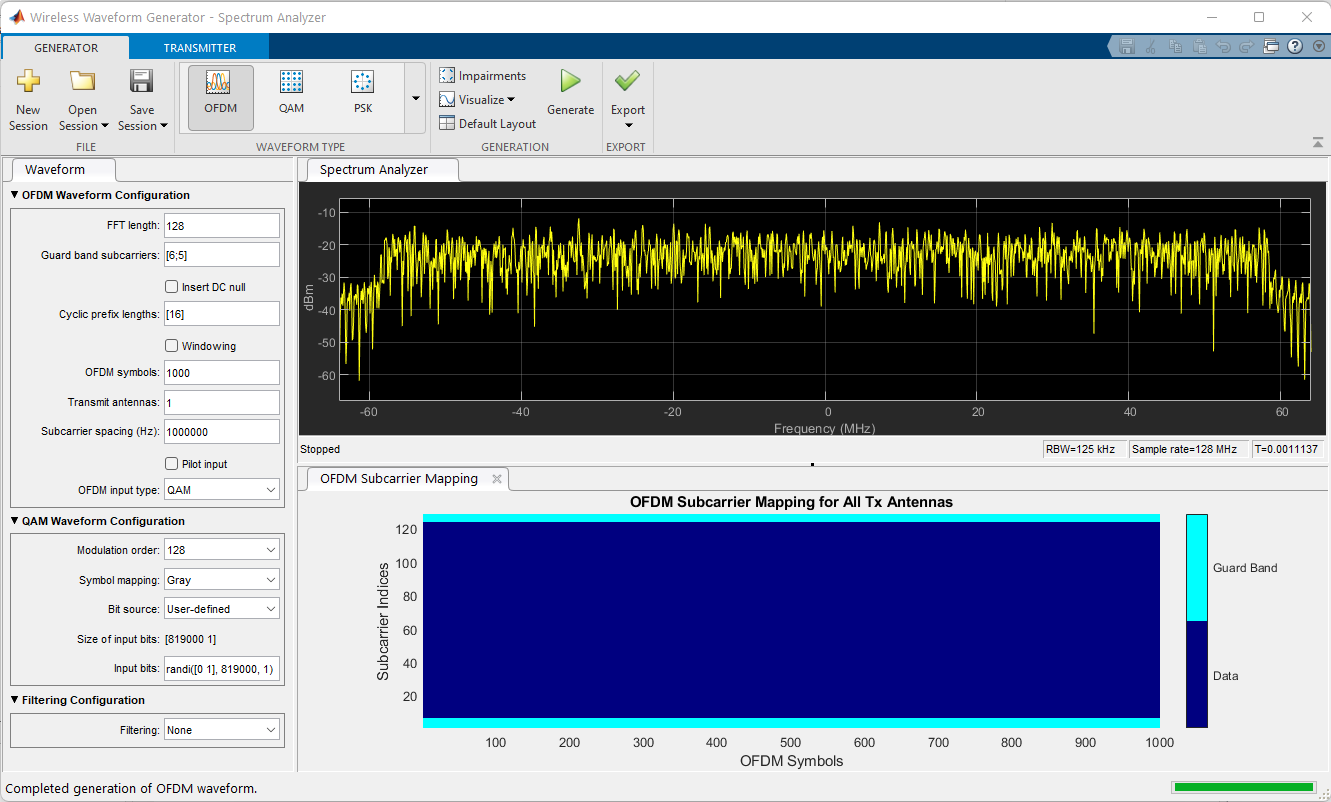 Wireless Waveform Generator - Spectrum Analyzer
GENERATOR
TRANSMITTER
New
Session
Open
Session
Save
Session
FILE
OFDM
QAM
PSK
WAVEFORM TYPE
Impairments
Visualize
Default Layout
Generate
GENERATION
Export
EXPORT
Waveform
OFDM Waveform Configuration
FFT length: 128
Guard band subcarriers: [6;5]
Insert DC null
Cyclic prefix lengths: [16]
Windowing
OFDM symbols: 1000
Transmit antennas: 1
Subcarrier spacing (Hz): 1000000
Pilot input
OFDM input type: QAM
QAM Waveform Configuration
Modulation order: 128
Symbol mapping: Gray
Bit source: User-defined
Size of input bits: [819000 1]
Input bits: randi([0 1], 819000, 1)
Filtering Configuration
Filtering: None
Spectrum Analyzer
-10
-20
-30
-40
-50
-60
dBm
-60 -40 -20 0 20 40 60
Frequency (MHz)
Stopped
RBW=125 kHz
Sample rate=128 MHz
T=0.0011137
OFDM Subcarrier Mapping
OFDM Subcarrier Mapping for All Tx Antennas
120
100
80
60
40
20
Subcarrier Indices
100 200 300 400 500 600 700 800 900 1000
OFDM Symbols
Guard Band
Data
Completed generation of OFDM waveform.